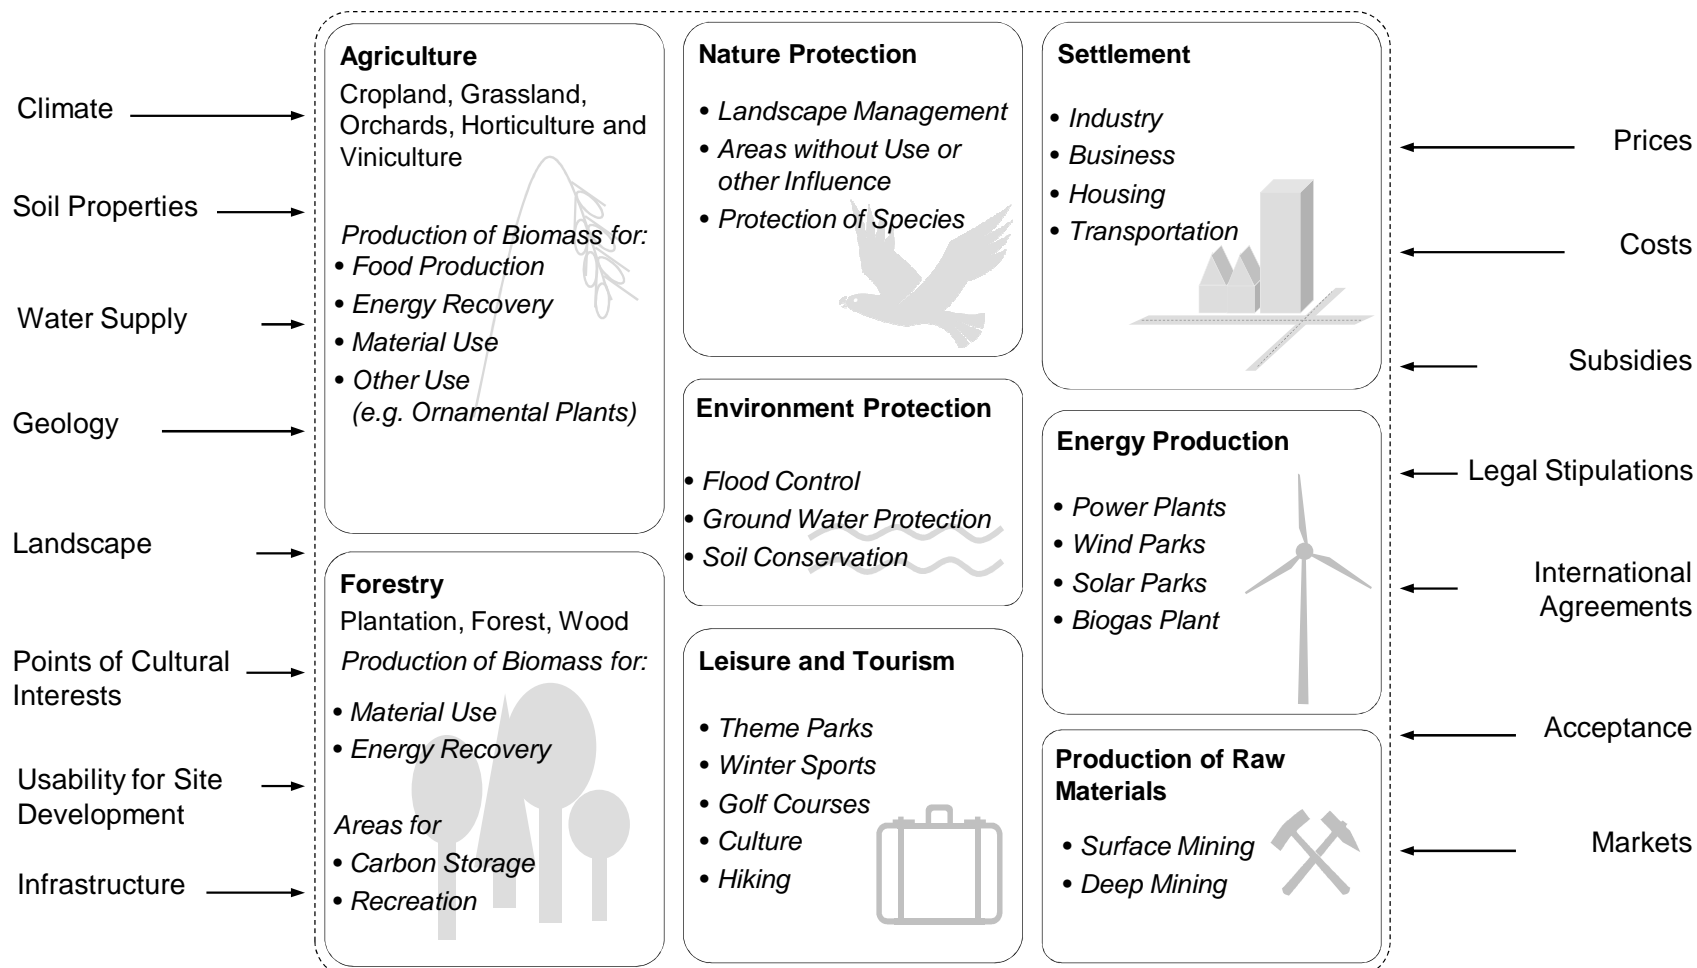 Climate
Soil Properties
Water Supply
Geology
Landscape
Points of Cultural
Interests
Usability for Site
Development
Infrastructure
Agriculture
Cropland, Grassland,
Orchards, Horticulture and
Viniculture
Production of Biomass for:
• Food Production
• Energy Recovery
• Material Use
• Other Use
(e.g. Ornamental Plants)
Forestry
Plantation, Forest, Wood
Production of Biomass for:
• Material Use
• Energy Recovery
Areas for
• Carbon Storage
• Recreation
Nature Protection
• Landscape Management
• Areas without Use or
other Influence
• Protection of Species
Environment Protection
• Flood Control
• Ground Water Protection
• Soil Conservation
Leisure and Tourism
• Theme Parks
• Winter Sports
• Golf Courses
• Culture
• Hiking
Settlement
• Industry
• Business
• Housing
• Transportation
Energy Production
• Power Plants
• Wind Parks
• Solar Parks
• Biogas Plant
Production of Raw
Materials
• Surface Mining
• Deep Mining
Prices
Costs
Subsidies
Legal Stipulations
International
Agreements
Acceptance
Markets